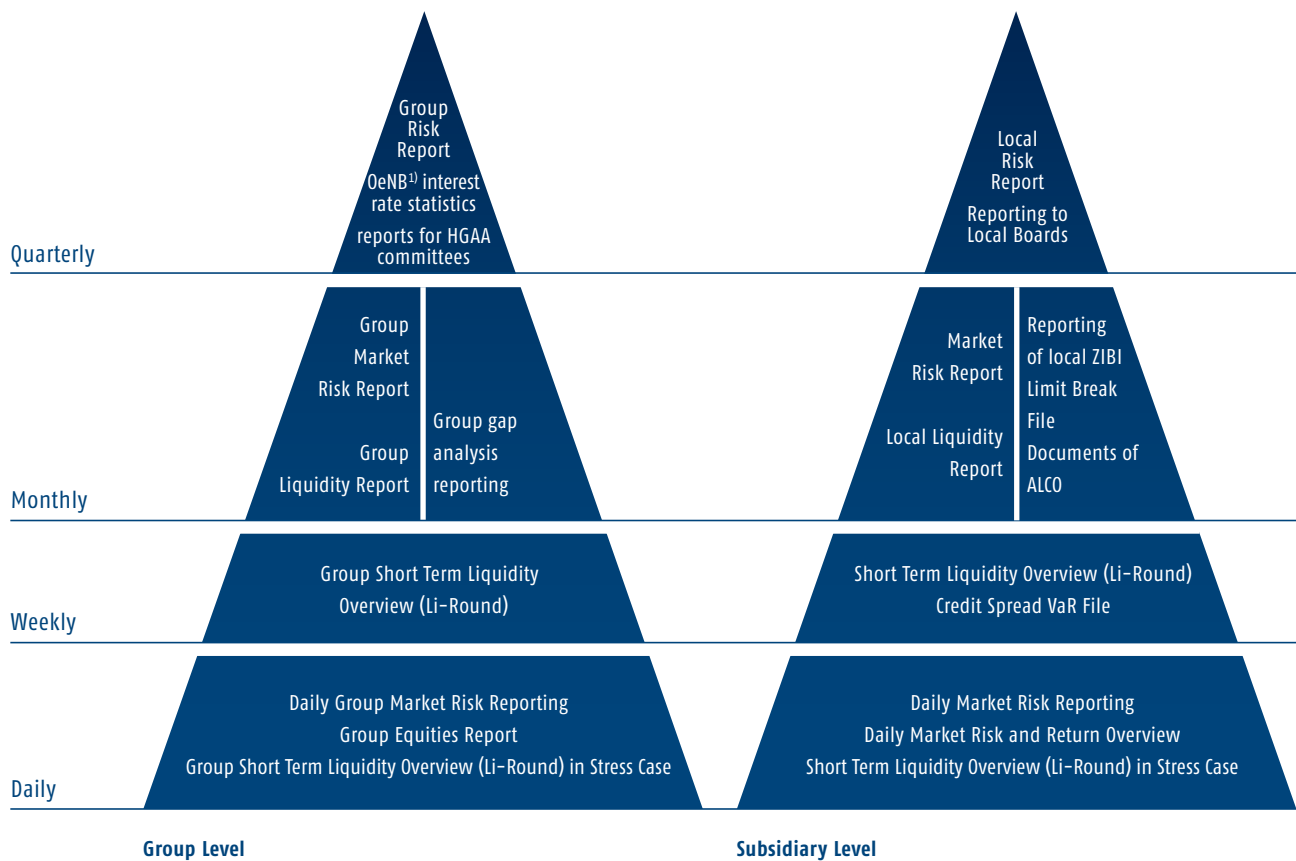 Group
Risk
Report
OeNB1) interest
rate statistics
reports for HGAA
committees
Local
Risk
Report
Reporting to
Local Boards
Quarterly
Group
Market
Risk Report
Group
Liquidity Report
Group gap
analysis
reporting
Market
Risk Report
Local Liquidity
Report
Reporting
of local ZIBI
Limit Break
File
Documents of
ALCO
Monthly
Group Short Term Liquidity
Overview (Li-Round)
Short Term Liquidity Overview (Li-Round)
Credit Spread VaR File
Weekly
Daily Group Market Risk Reporting
Group Equities Report
Group Short Term Liquidity Overview (Li-Round) in Stress Case
Daily Market Risk Reporting
Daily Market Risk and Return Overview
Short Term Liquidity Overview (Li-Round) in Stress Case
Daily
Group Level
Subsidiary Level